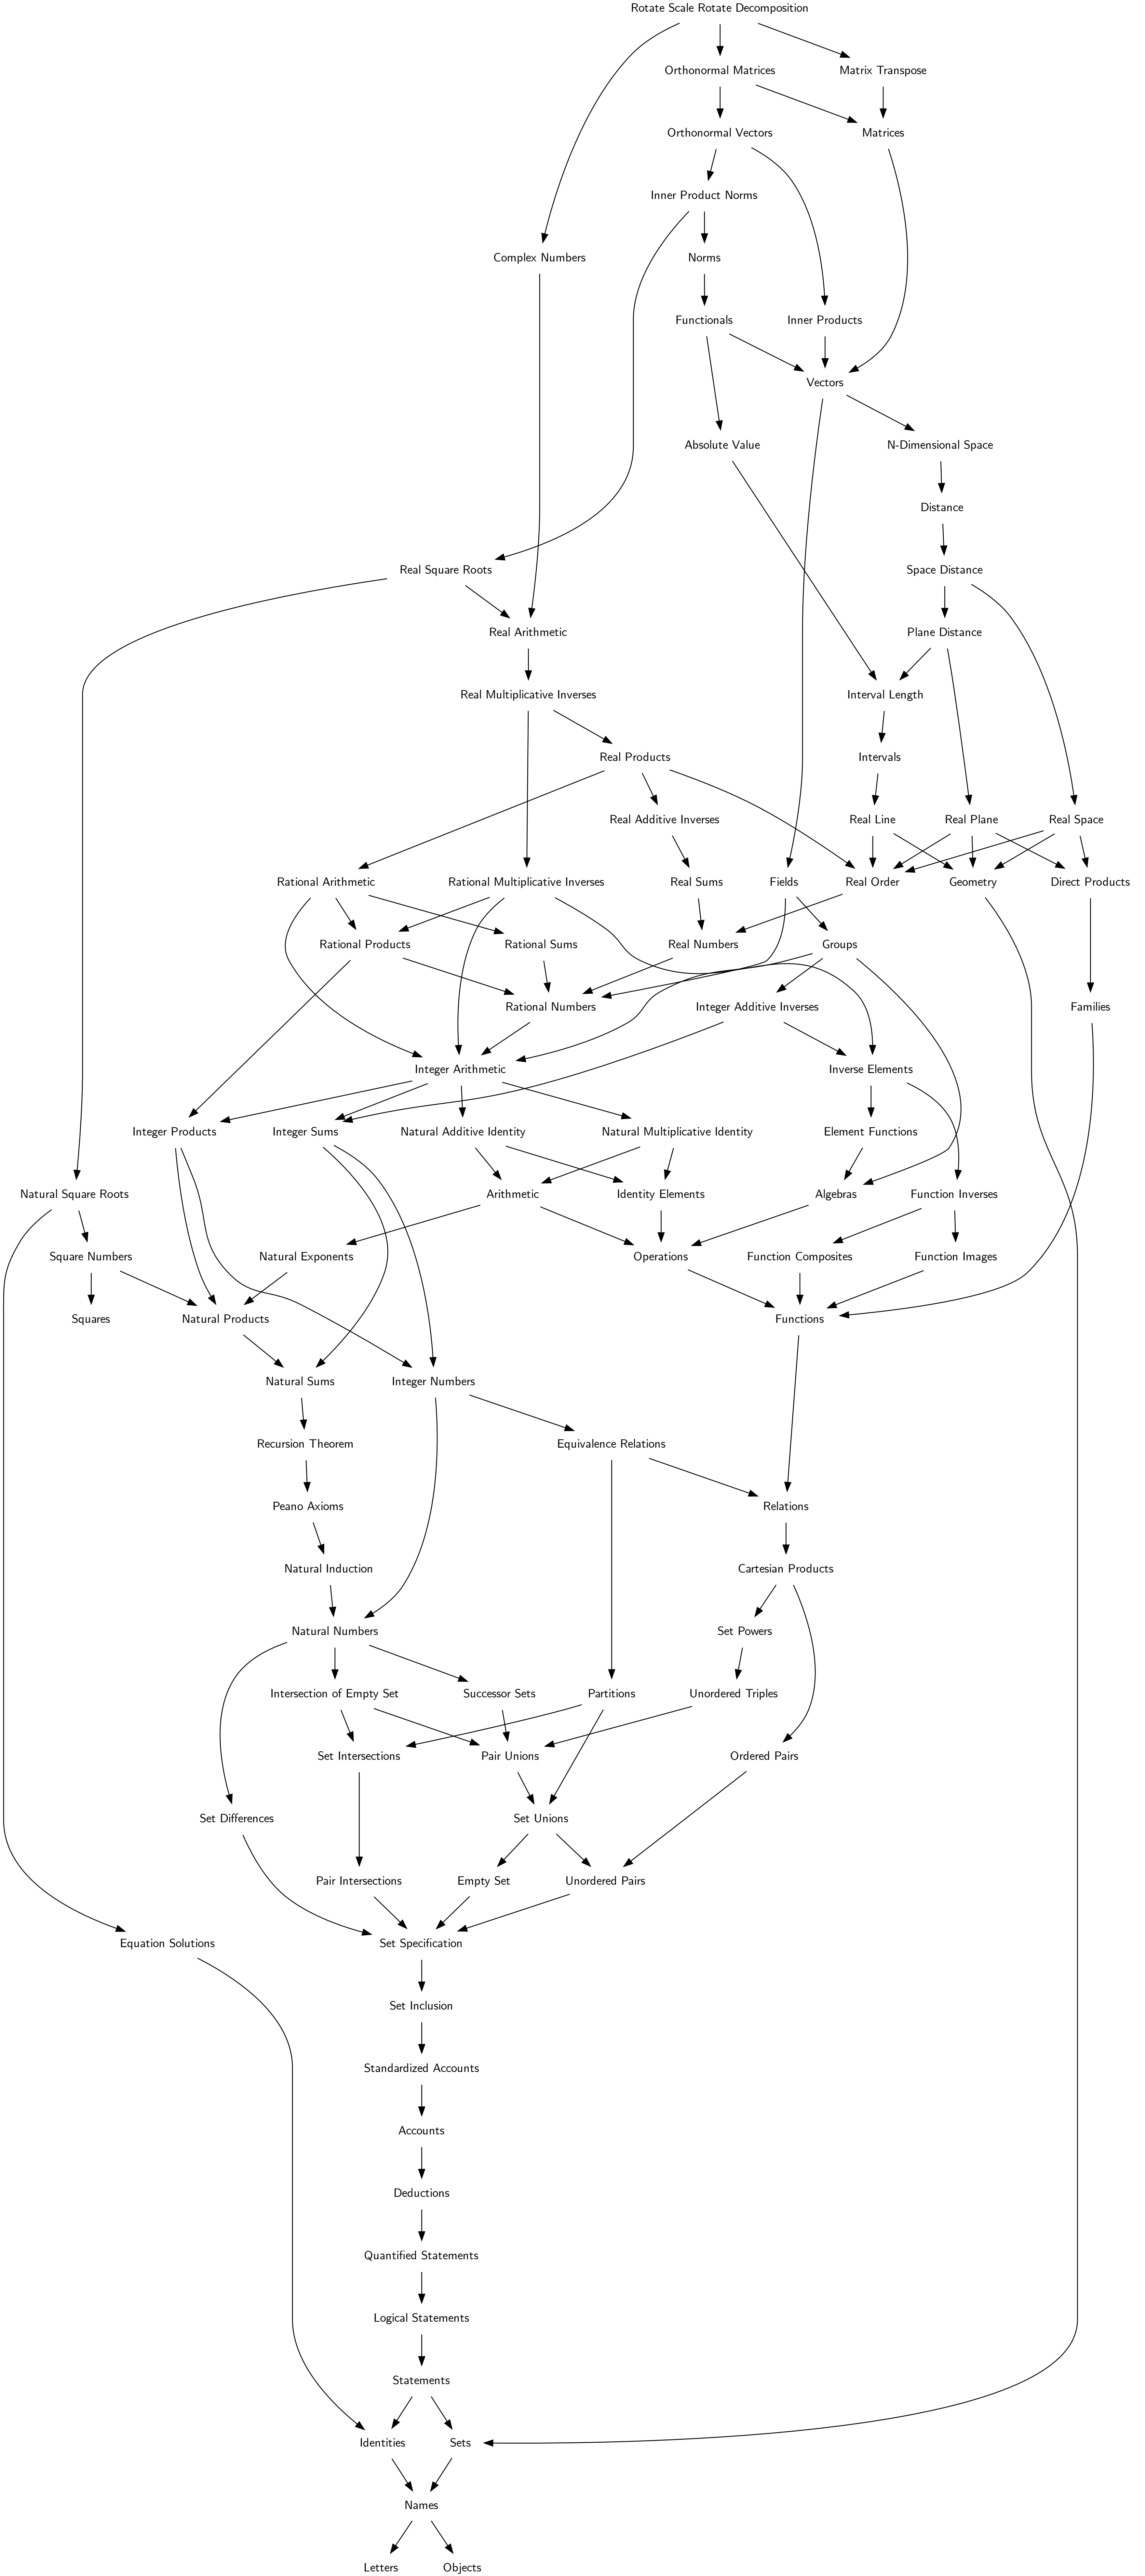 Rotate Scale Rotate Decomposition
Orthonormal Matrices
Matrix Transpose
Orthonormal Vectors
Matrices
Inner Product Norms
Complex Numbers
Norms
Functionals
Inner Products
Vectors
Absolute Value
N-Dimensional Space
Distance
Real Square Roots
Space Distance
Real Arithmetic
Plane Distance
Real Multiplicative Inverses
Interval Length
Real Products
Intervals
Real Additive Inverses
Real Line
Real Plane
Real Space
Rational Arithmetic
Rational Multiplicative Inverses
Real Sums
Fields
Real Order
Geometry
Direct Products
Rational Products
Rational Sums
Real Numbers
Groups
Rational Numbers
Integer Additive Inverses
Families
Integer Arithmetic
Inverse Elements
Integer Products
Integer Sums
Natural Additive Identity
Natural Multiplicative Identity
Element Functions
Natural Square Roots
Arithmetic
Identity Elements
Algebras
Function Inverses
Square Numbers
Natural Exponents
Operations
Function Composites
Function Images
Squares
Natural Products
Functions
Natural Sums
Integer Numbers
Recursion Theorem
Equivalence Relations
Peano Axioms
Relations
Natural Induction
Cartesian Products
Natural Numbers
Set Powers
Intersection of Empty Set
Successor Sets
Partitions
Unordered Triples
Set Intersections
Pair Unions
Ordered Pairs
Set Differences
Set Unions
Pair Intersections
Empty Set
Unordered Pairs
Equation Solutions
Set Specification
Set Inclusion
Standardized Accounts
Accounts
Deductions
Quantified Statements
Logical Statements
Statements
Identities
Sets
Names
Letters
Objects